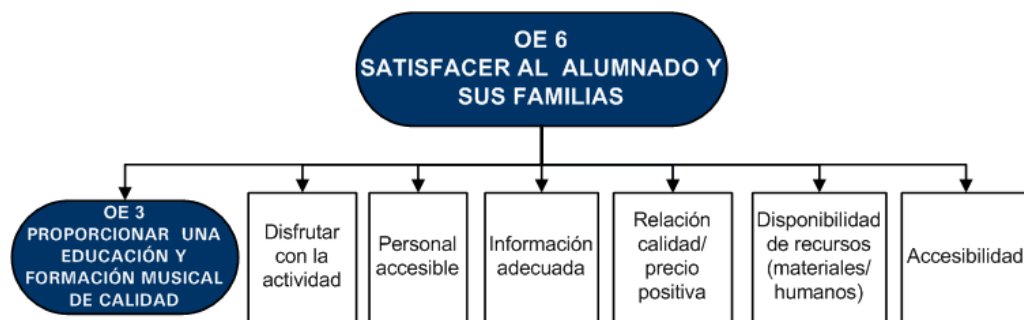 OE 6
SATISFACER AL ALUMNADO Y
SUS FAMILIAS
OE 3
PROPORCIONAR UNA
EDUCACIÓN Y
FORMACIÓN MUSICAL
DE CALIDAD
Disfrutar
con la
actividad
Personal
accesible
Información
adecuada
Relación
calidad/
precio
positiva
Disponibilidad
de recursos
(materiales/
humanos)
Accesibilidad